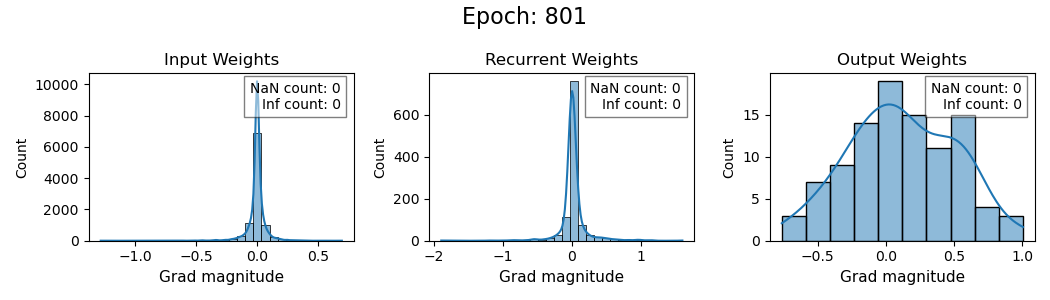 Epoch: 801
Input Weights
Recurrent Weights
Output Weights
NaN count: 0
Inf count: 0
NaN count: 0
Inf count: 0
NaN count: 0
Inf count: 0
Count
10000
8000
6000
4000
2000
0
−1.0
−0.5
0.0
0.5
Grad magnitude
Count
600
400
200
0
−2
−1
0
1
Grad magnitude
Count
15
10
5
0
−0.5
0.0
0.5
1.0
Grad magnitude